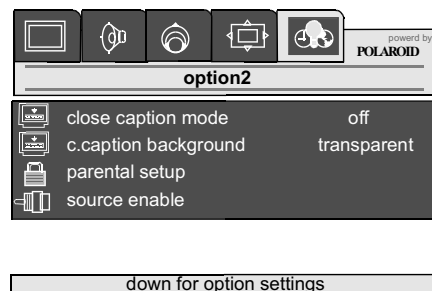 powerd by
POLAROID
option2
close caption mode off
c.caption background transparent
parental setup
source enable
down for option settings